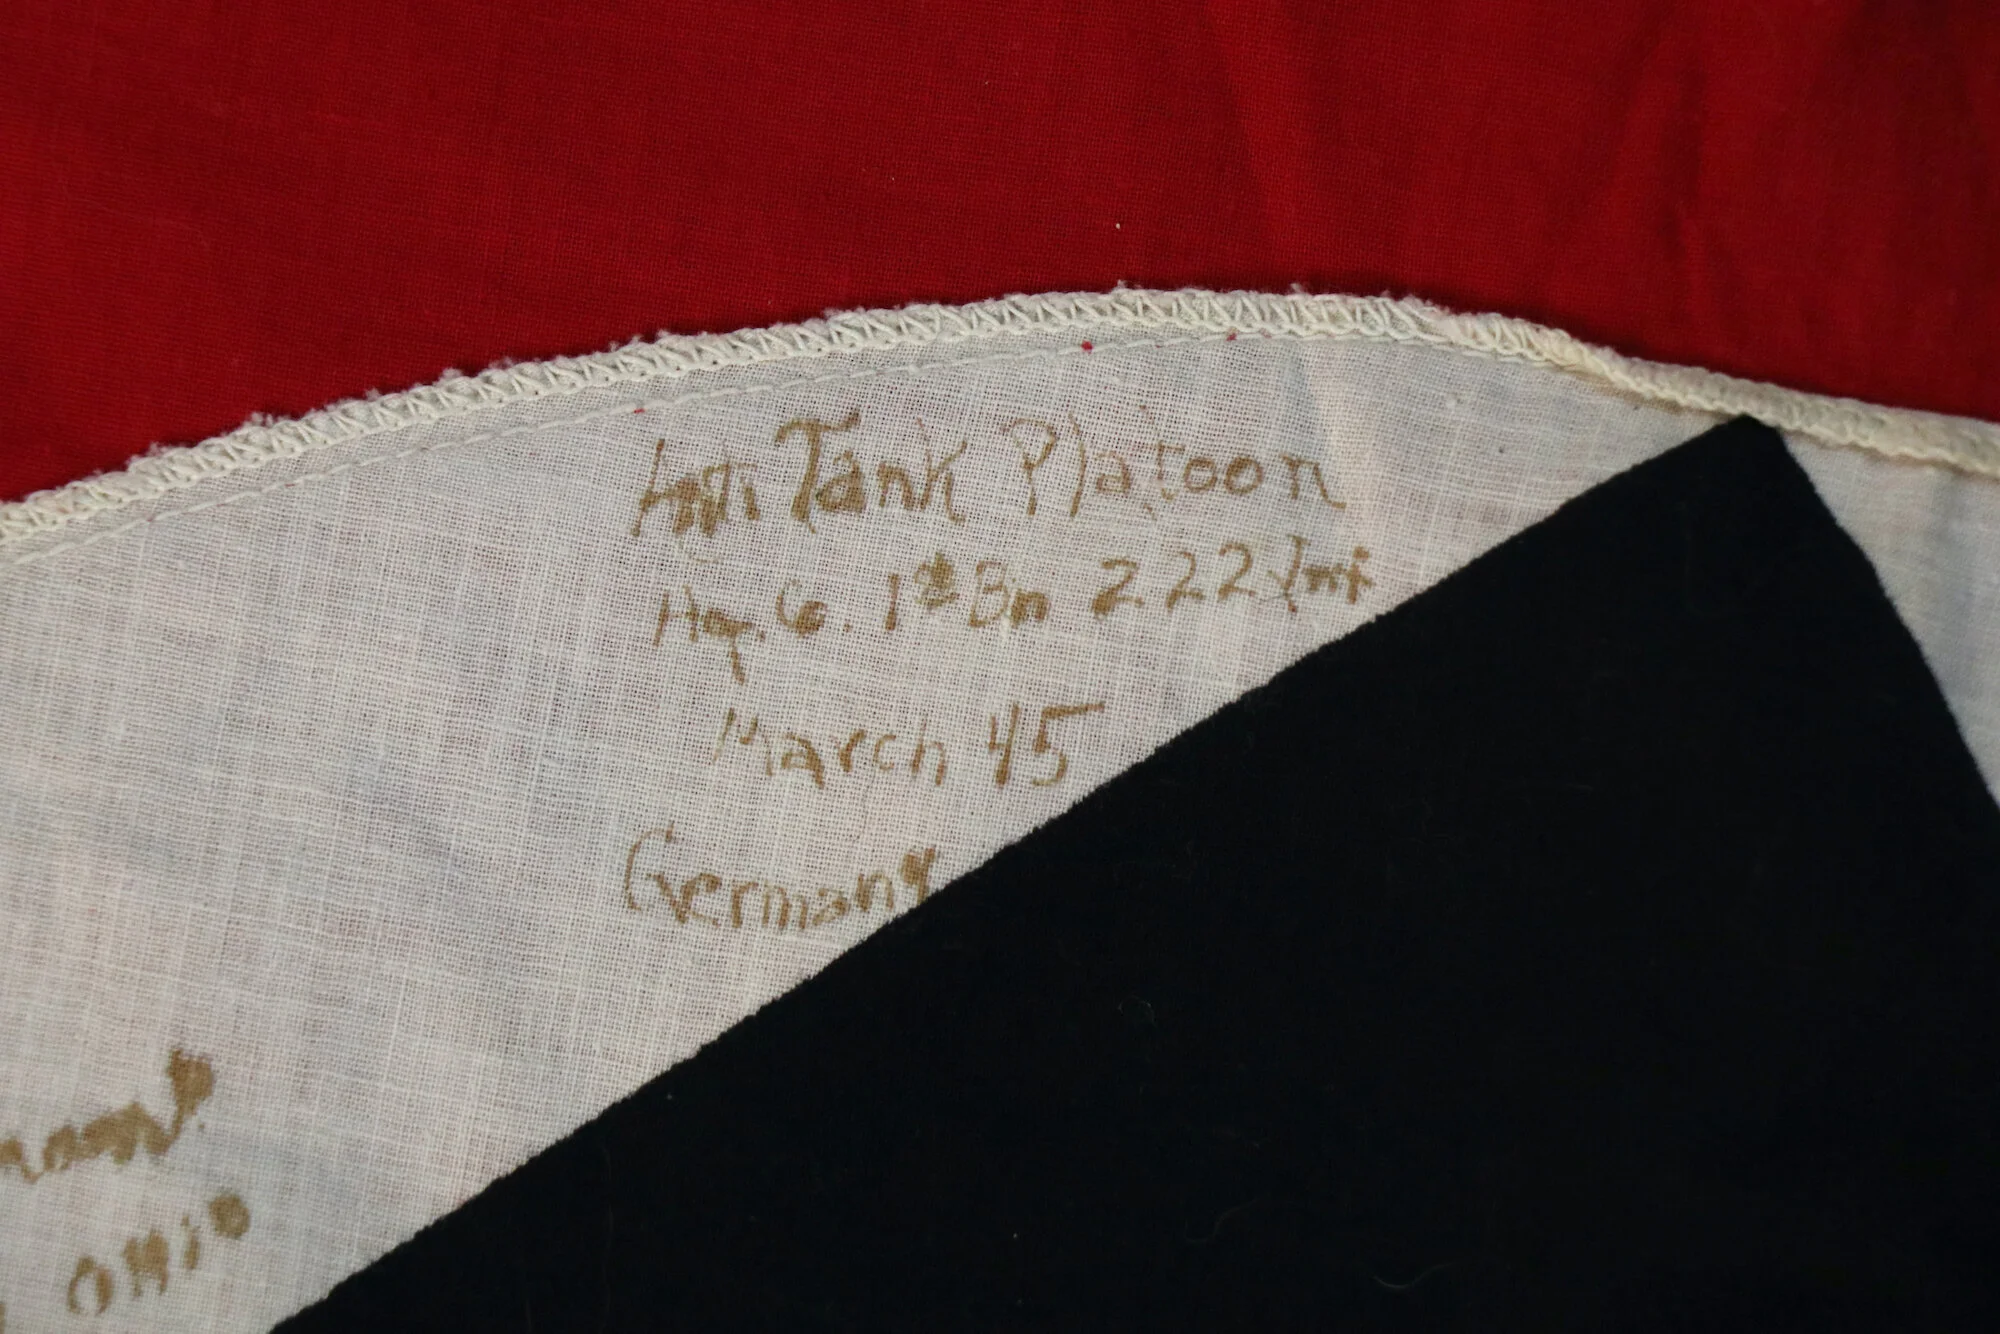 Anti Tank Platoon
Hq. Co. 1st Bn 222 Inf
March 45
Germany
OHIO